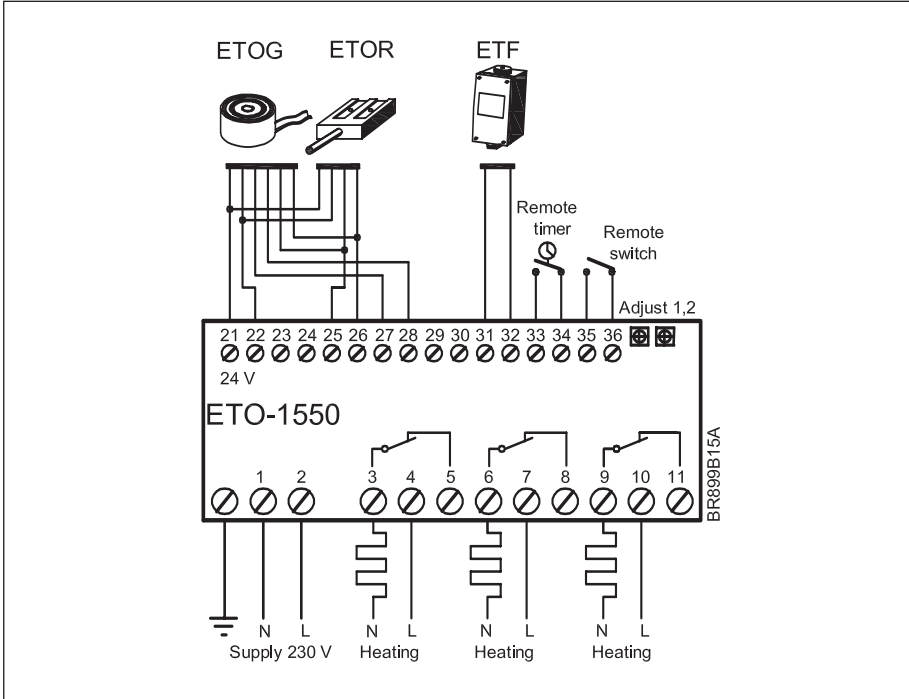 ETOG ETOR ETF
Remote timer
Remote switch
Adjust 1,2
21 22 23 24 25 26 27 28 29 30 31 32 33 34 35 36
24 V
ETO-1550
1 2 3 4 5 6 7 8 9 10 11
BR899B15A
N L N L N L N L
Supply 230 V Heating Heating Heating